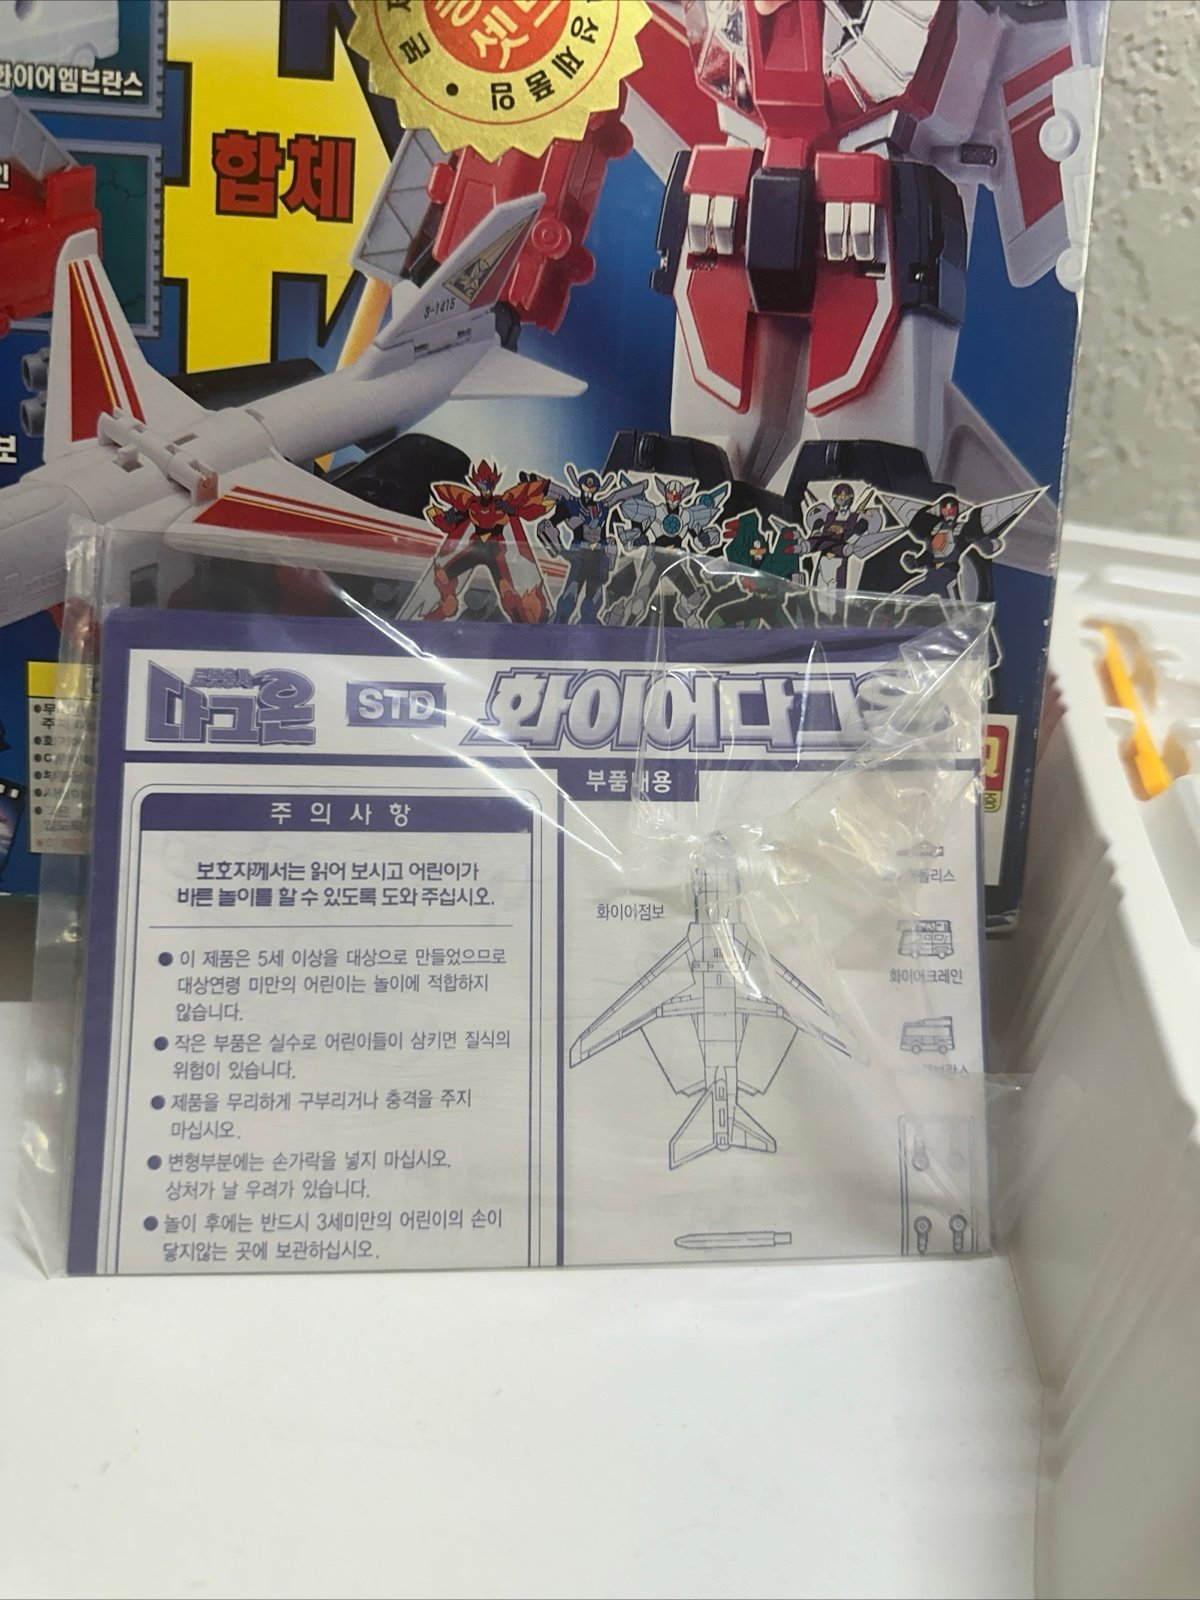 화이어엠브란스
합체
S-1415
다그온
STD
화이어다그온
주의사항
부품내용
보호자께서는 읽어 보시고 어린이가
바른 놀이를 할 수 있도록 도와 주십시오.
● 이 제품은 5세 이상을 대상으로 만들었으므로
대상연령 미만의 어린이는 놀이에 적합하지
않습니다.
● 작은 부품은 실수로 어린이들이 삼키면 질식의
위험이 있습니다.
● 제품을 무리하게 구부리거나 충격을 주지
마십시오.
● 변형부분에는 손가락을 넣지 마십시오.
상처가 날 우려가 있습니다.
● 놀이 후에는 반드시 3세미만의 어린이의 손이
닿지않는 곳에 보관하십시오.
화이어점보
화이어크레인